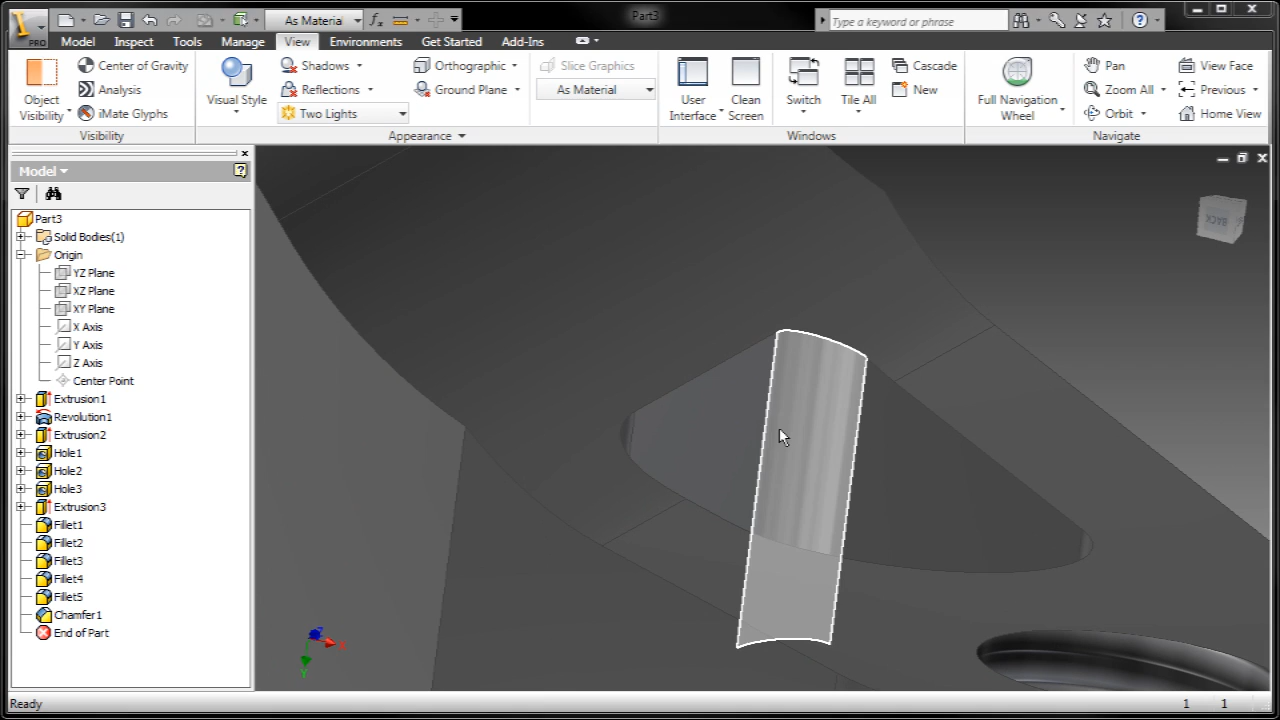 PRO
As Material
fx
Part3
Type a keyword or phrase
Model Inspect Tools Manage View Environments Get Started Add-Ins
Object Visibility
Center of Gravity
Analysis
iMate Glyphs
Visibility
Visual Style
Shadows
Reflections
Two Lights
Orthographic
Ground Plane
Slice Graphics
As Material
Appearance
User Interface
Clean Screen
Switch
Tile All
Cascade
New
Windows
Full Navigation Wheel
Pan
Zoom All
Orbit
View Face
Previous
Home View
Navigate
Model
Part3
Solid Bodies(1)
Origin
YZ Plane
XZ Plane
XY Plane
X Axis
Y Axis
Z Axis
Center Point
Extrusion1
Revolution1
Extrusion2
Hole1
Hole2
Hole3
Extrusion3
Fillet1
Fillet2
Fillet3
Fillet4
Fillet5
Chamfer1
End of Part
BACK
X
Y
Ready
1 1